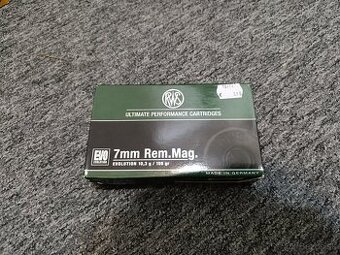 RWS
ULTIMATE PERFORMANCE CARTRIDGES
EVO
7mm Rem.Mag.
EVOLUTION 10,3 g / 159 gr
MADE IN GERMANY